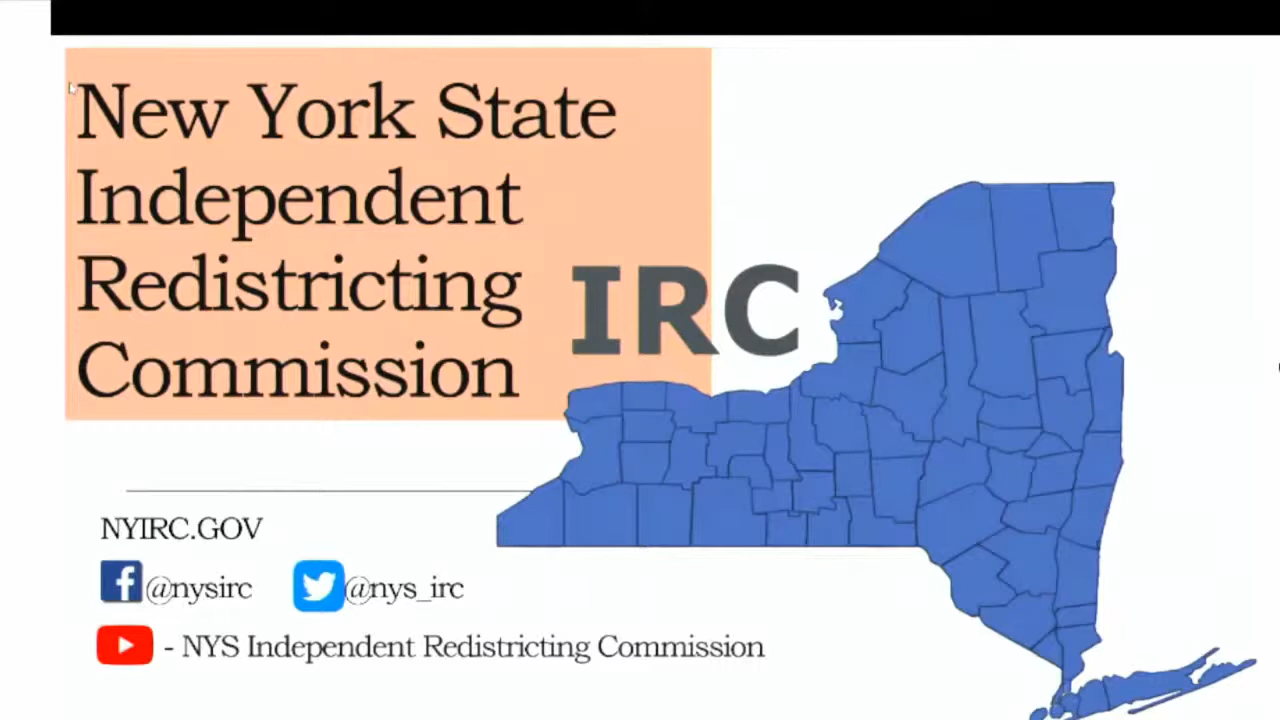 New York State
Independent
Redistricting
Commission
IRC
NYIRC.GOV
@nysirc @nys_irc
- NYS Independent Redistricting Commission